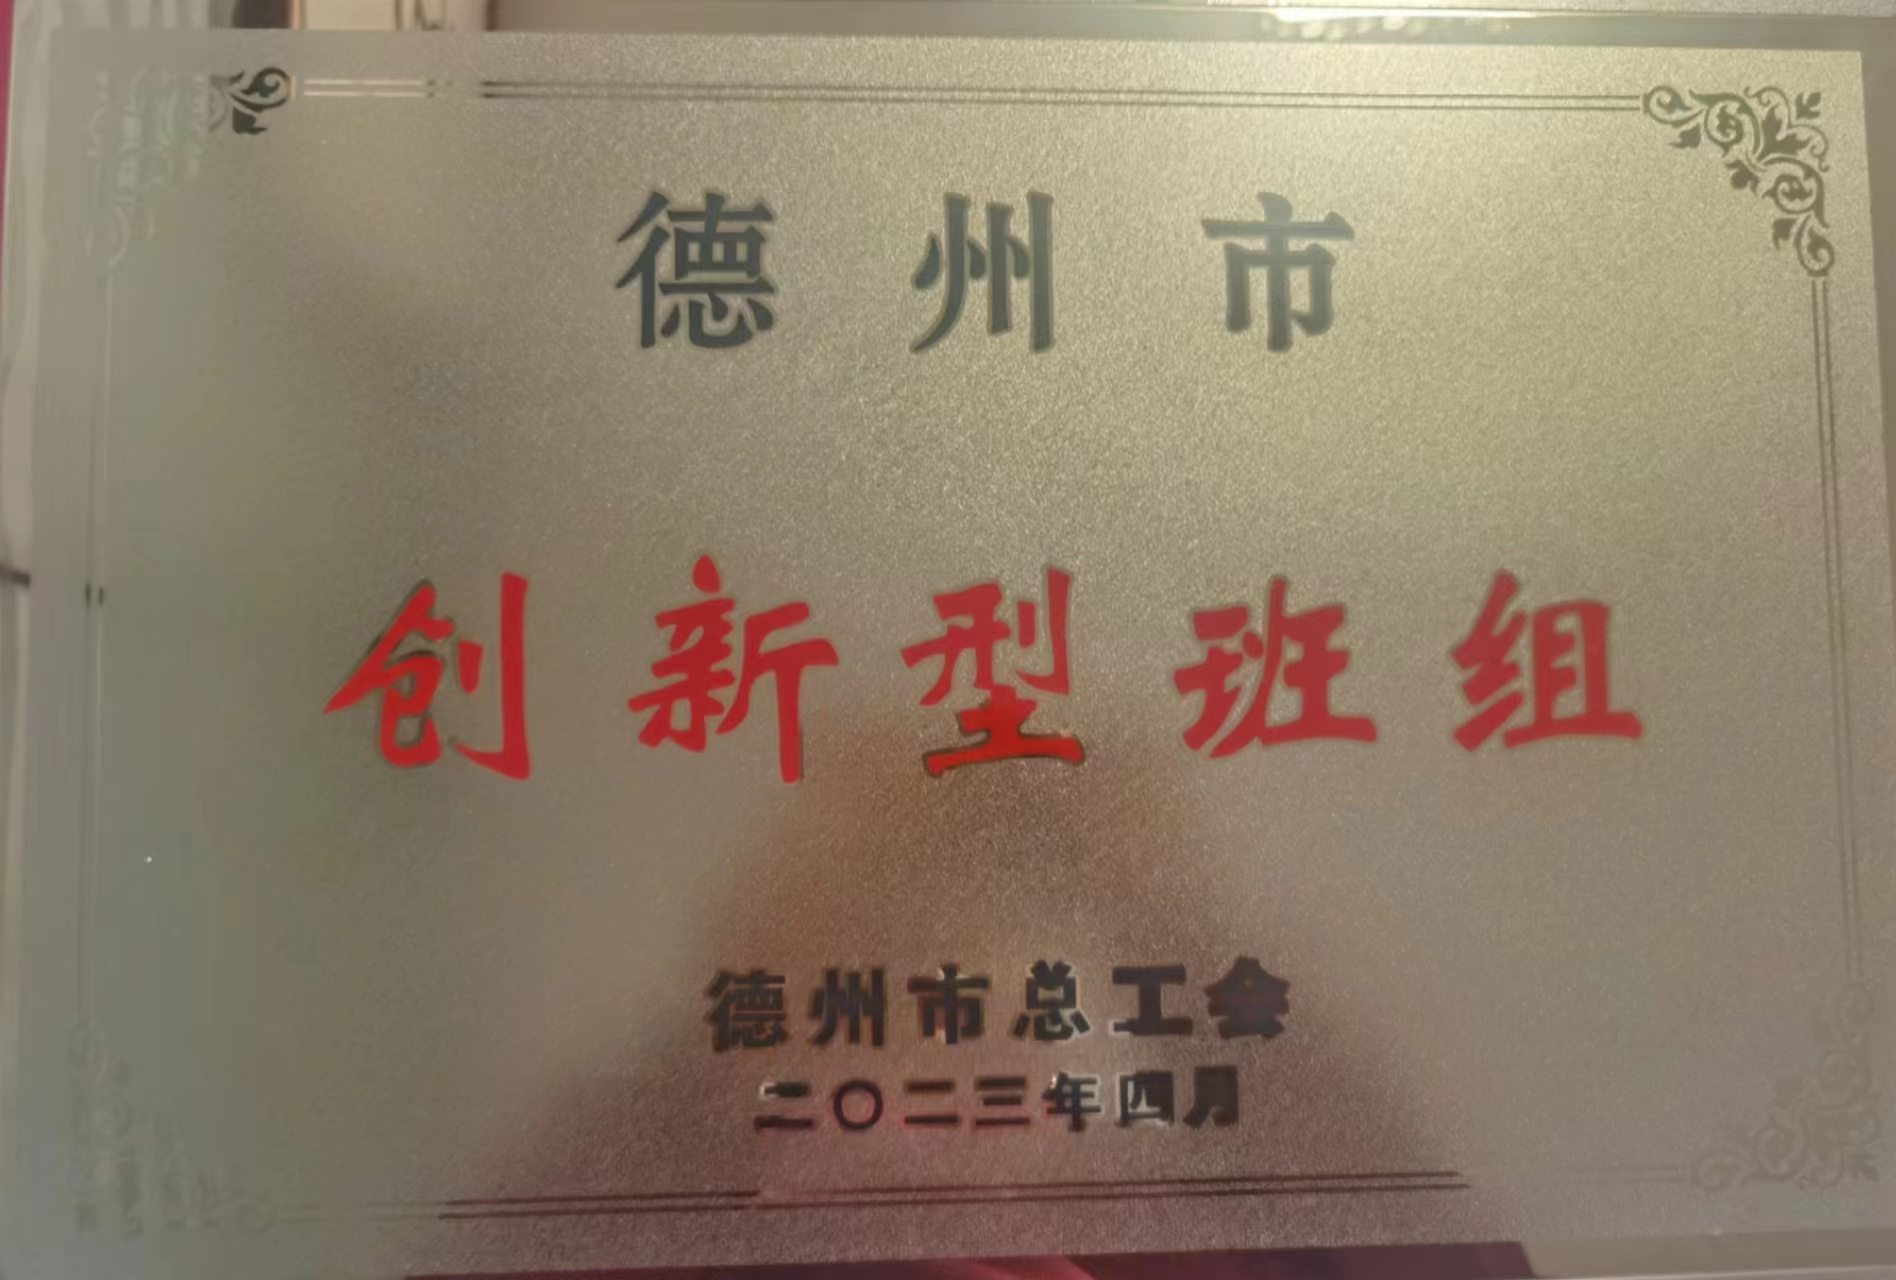 德州市
创新型班组
德州市总工会
二〇二三年四月